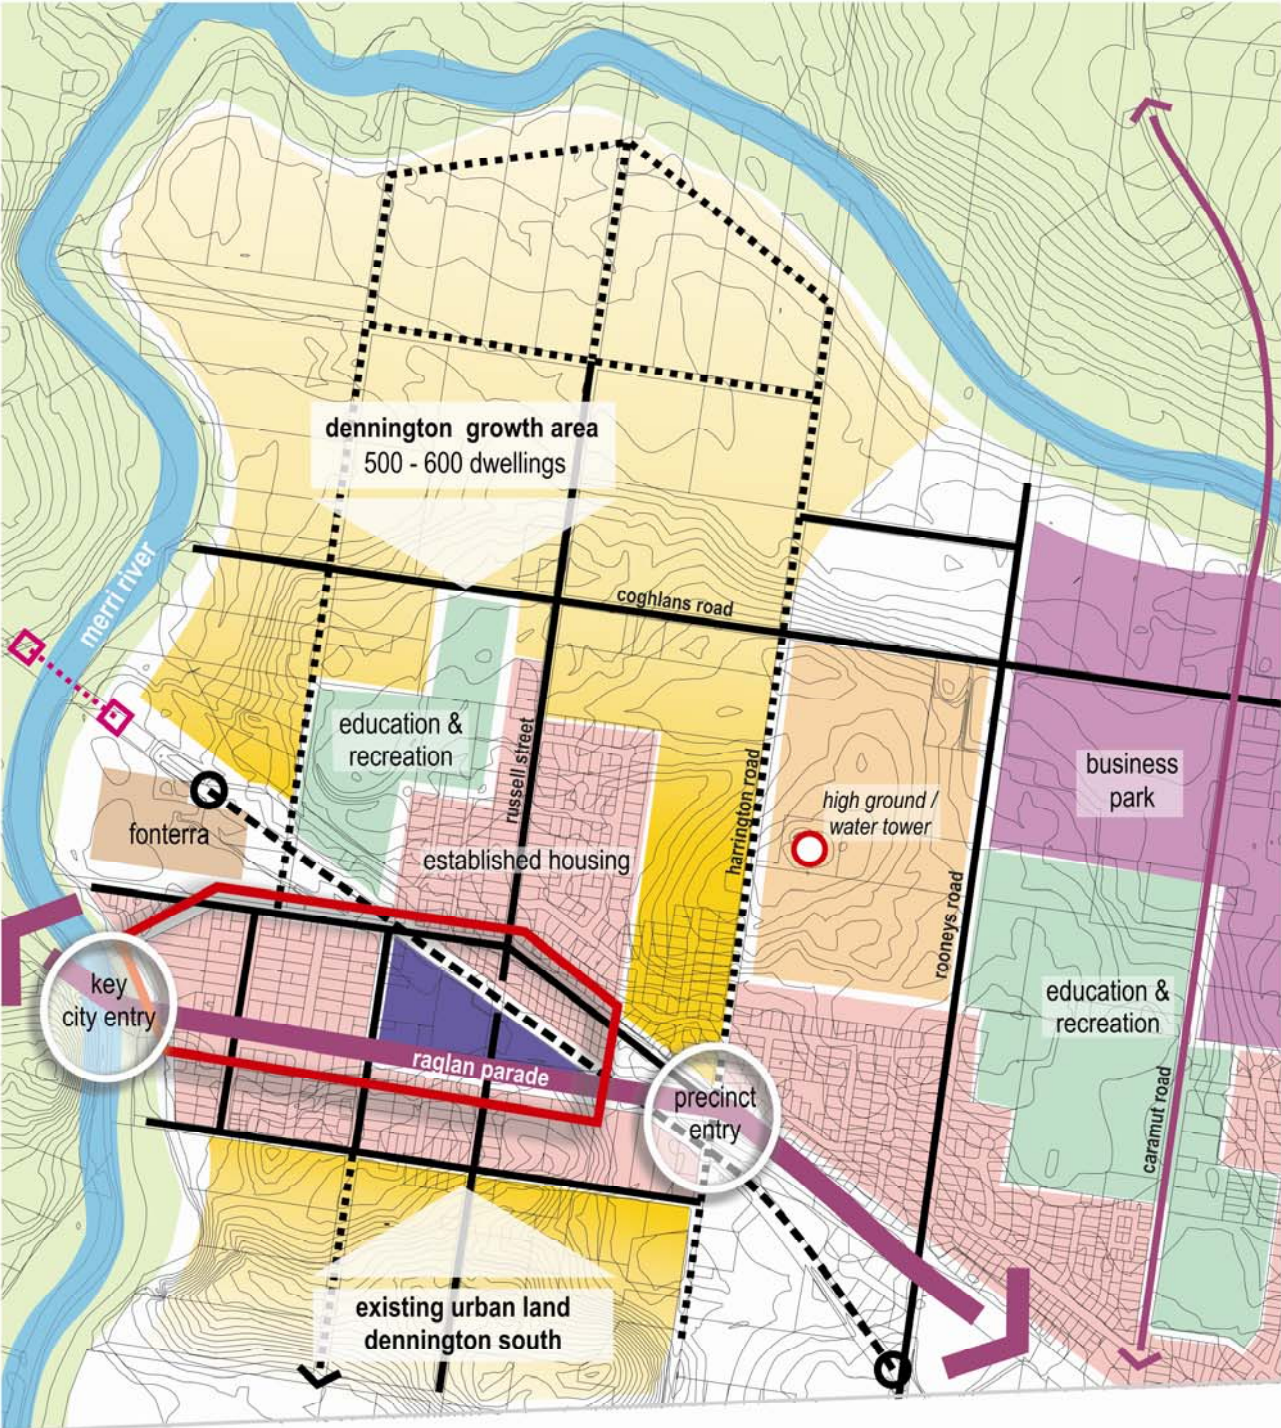 dennington growth area
500 - 600 dwellings
merri river
coghlans road
education &
recreation
russell street
harrington road
high ground /
water tower
business
park
fonterra
established housing
rooneys road
key
city entry
education &
recreation
raglan parade
precinct
entry
caramut road
existing urban land
dennington south